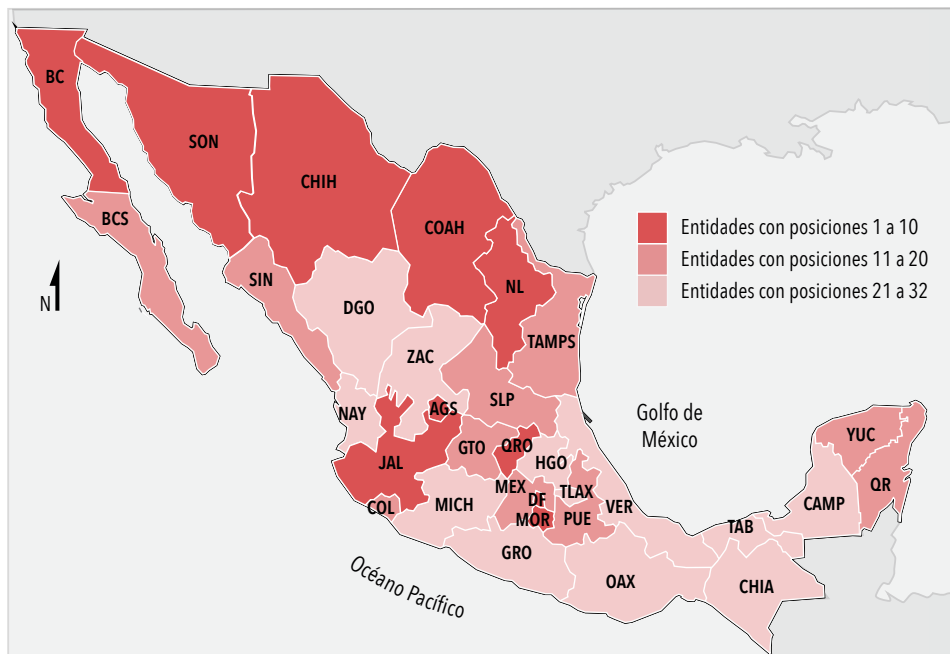 BC
SON
CHIH
COAH
BCS
Entidades con posiciones 1 a 10
Entidades con posiciones 11 a 20
Entidades con posiciones 21 a 32
N
SIN
NL
DGO
TAMPS
ZAC
SLP
NAY
AGS
Golfo de
México
GTO
QRO
HGO
YUC
JAL
QR
MEX
TLAX
COL
MICH
DF
VER
CAMP
MOR
PUE
TAB
GRO
OAX
CHIA
Océano Pacífico